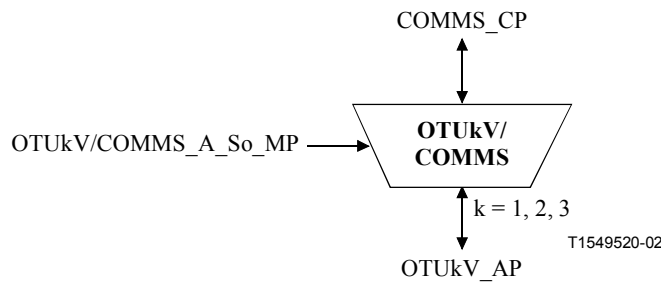 COMMS_CP
OTUkV/COMMS_A_So_MP
OTUkV/
COMMS
k = 1, 2, 3
T1549520-02
OTUkV_AP